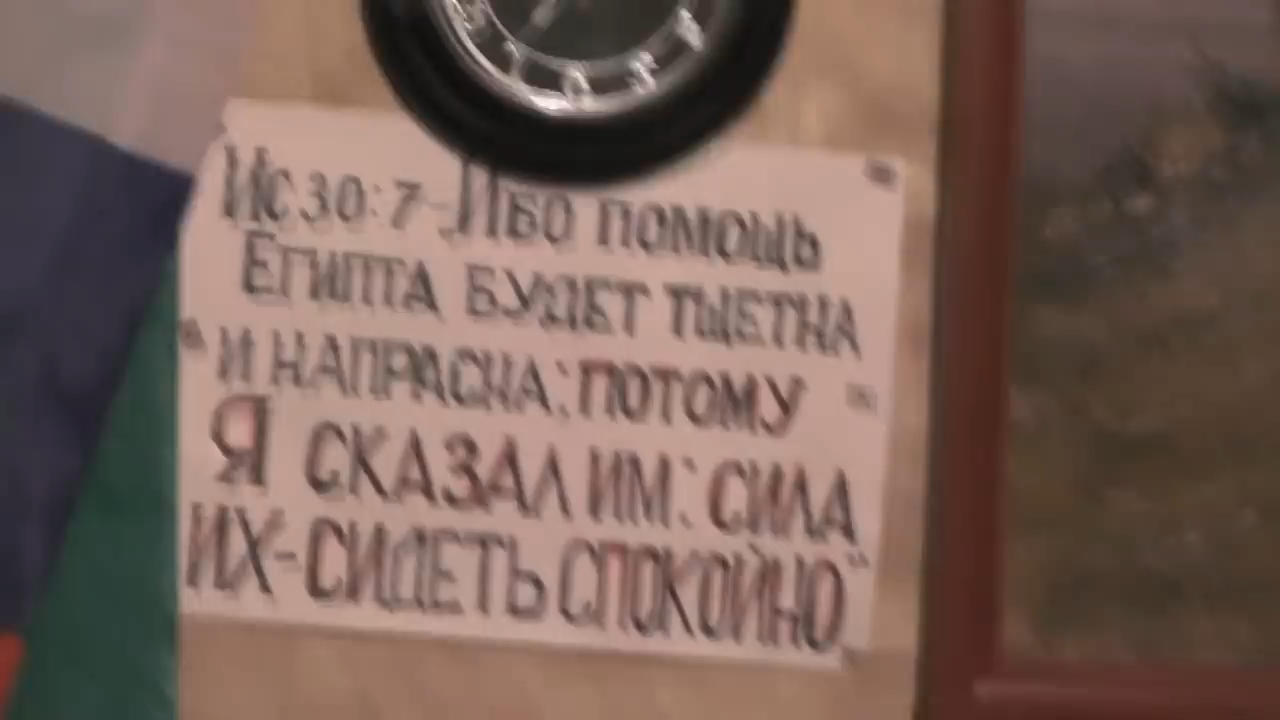 Ис 30:7-Ибо помощь
Египта будет тщетна
и напрасна; потому
Я сказал им: сила
их - сидеть спокойно"